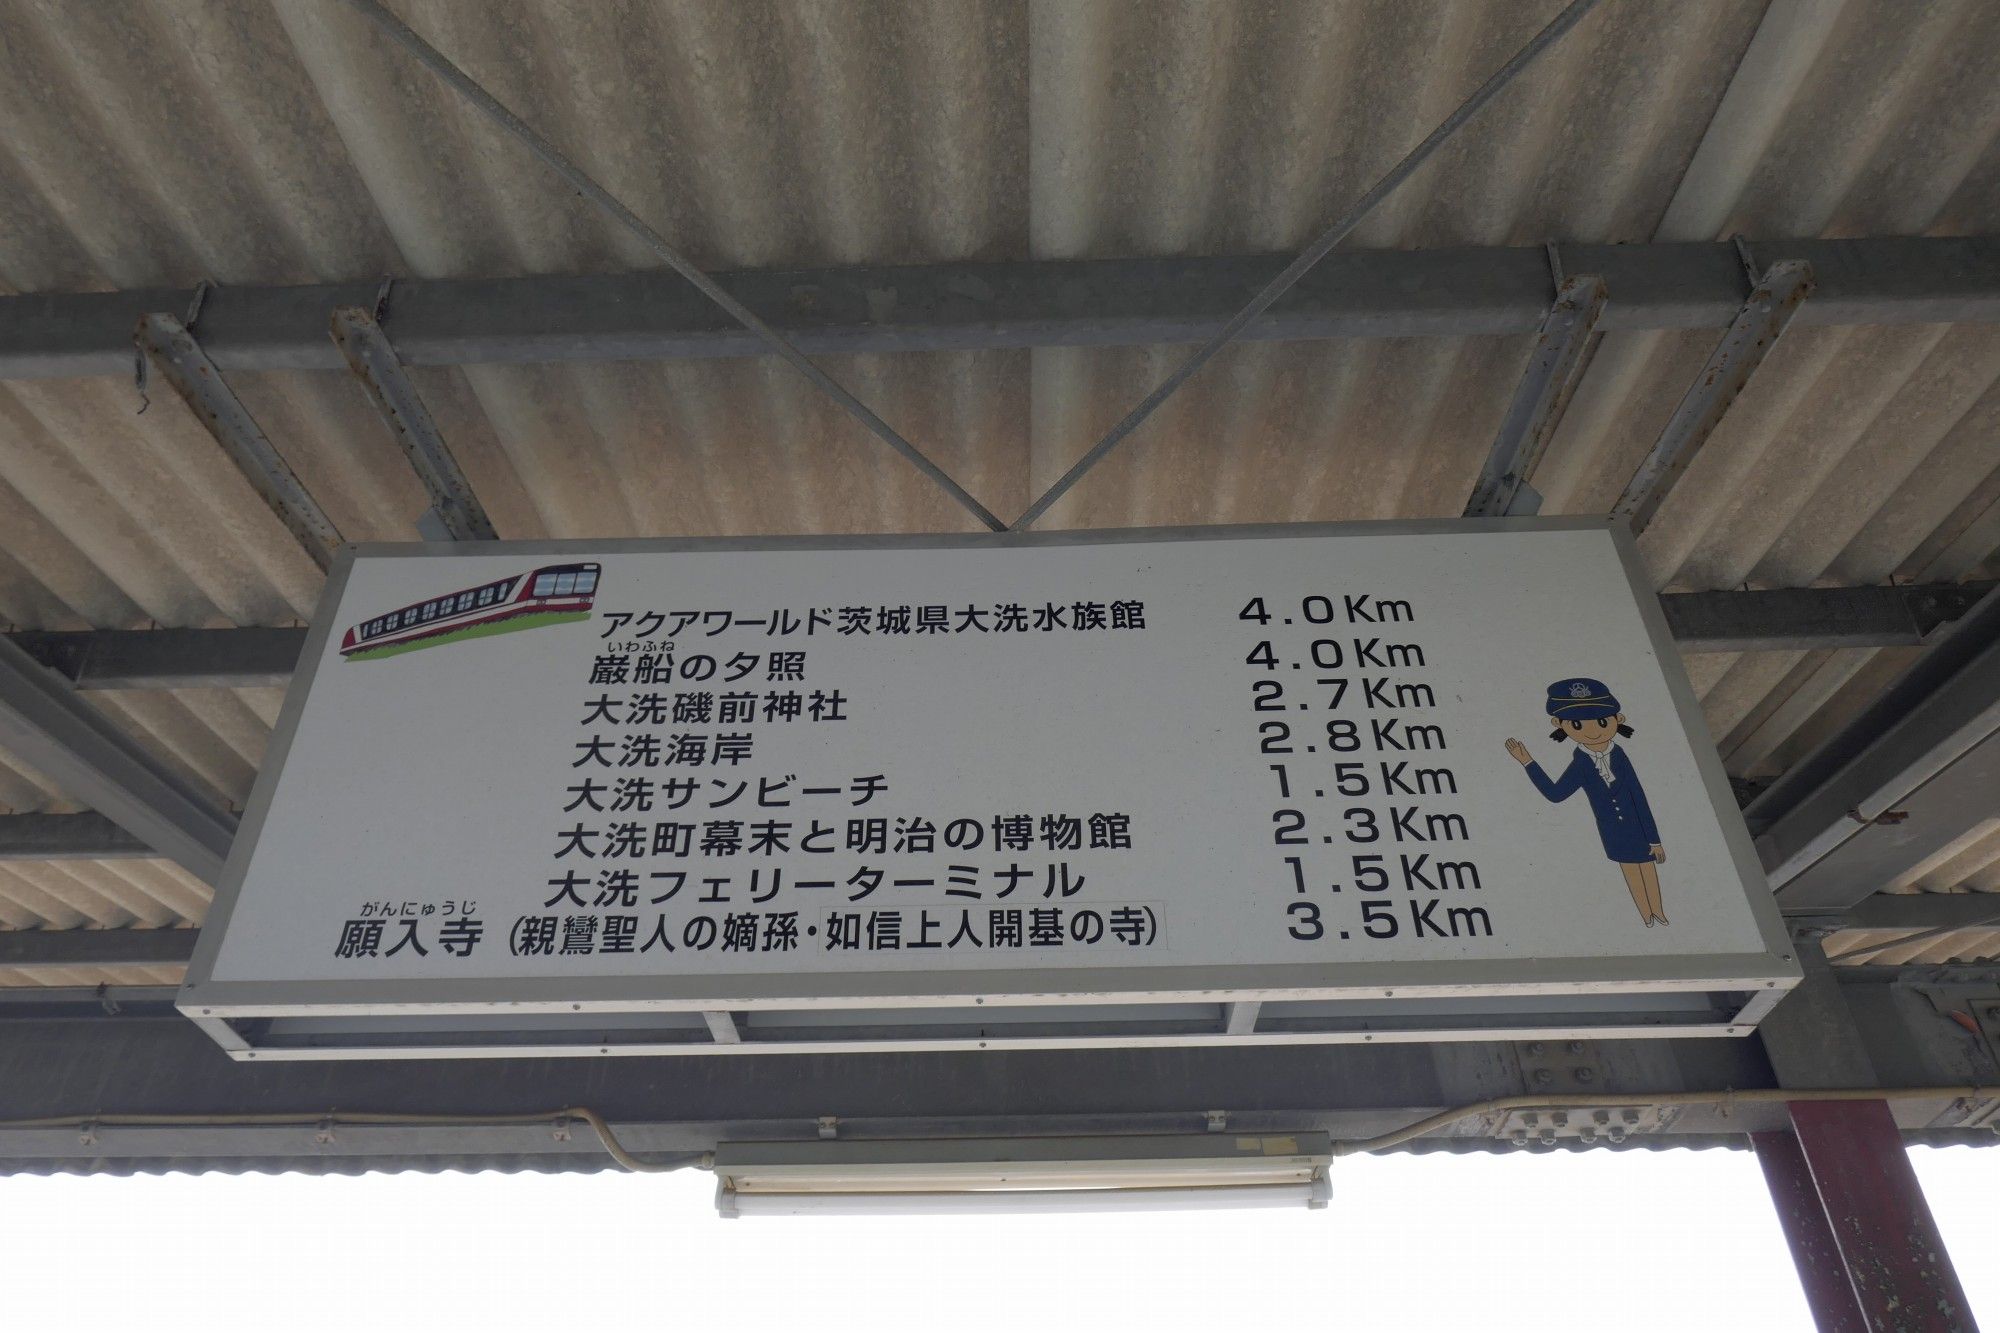 アクアワールド茨城県大洗水族館 4.0Km
いわふね
巌船の夕照 4.0Km
大洗磯前神社 2.7Km
大洗海岸 2.8Km
大洗サンビーチ 1.5Km
大洗町幕末と明治の博物館 2.3Km
大洗フェリーターミナル 1.5Km
がんにゅうじ
願入寺 (親鸞聖人の嫡孫・如信上人開基の寺) 3.5Km